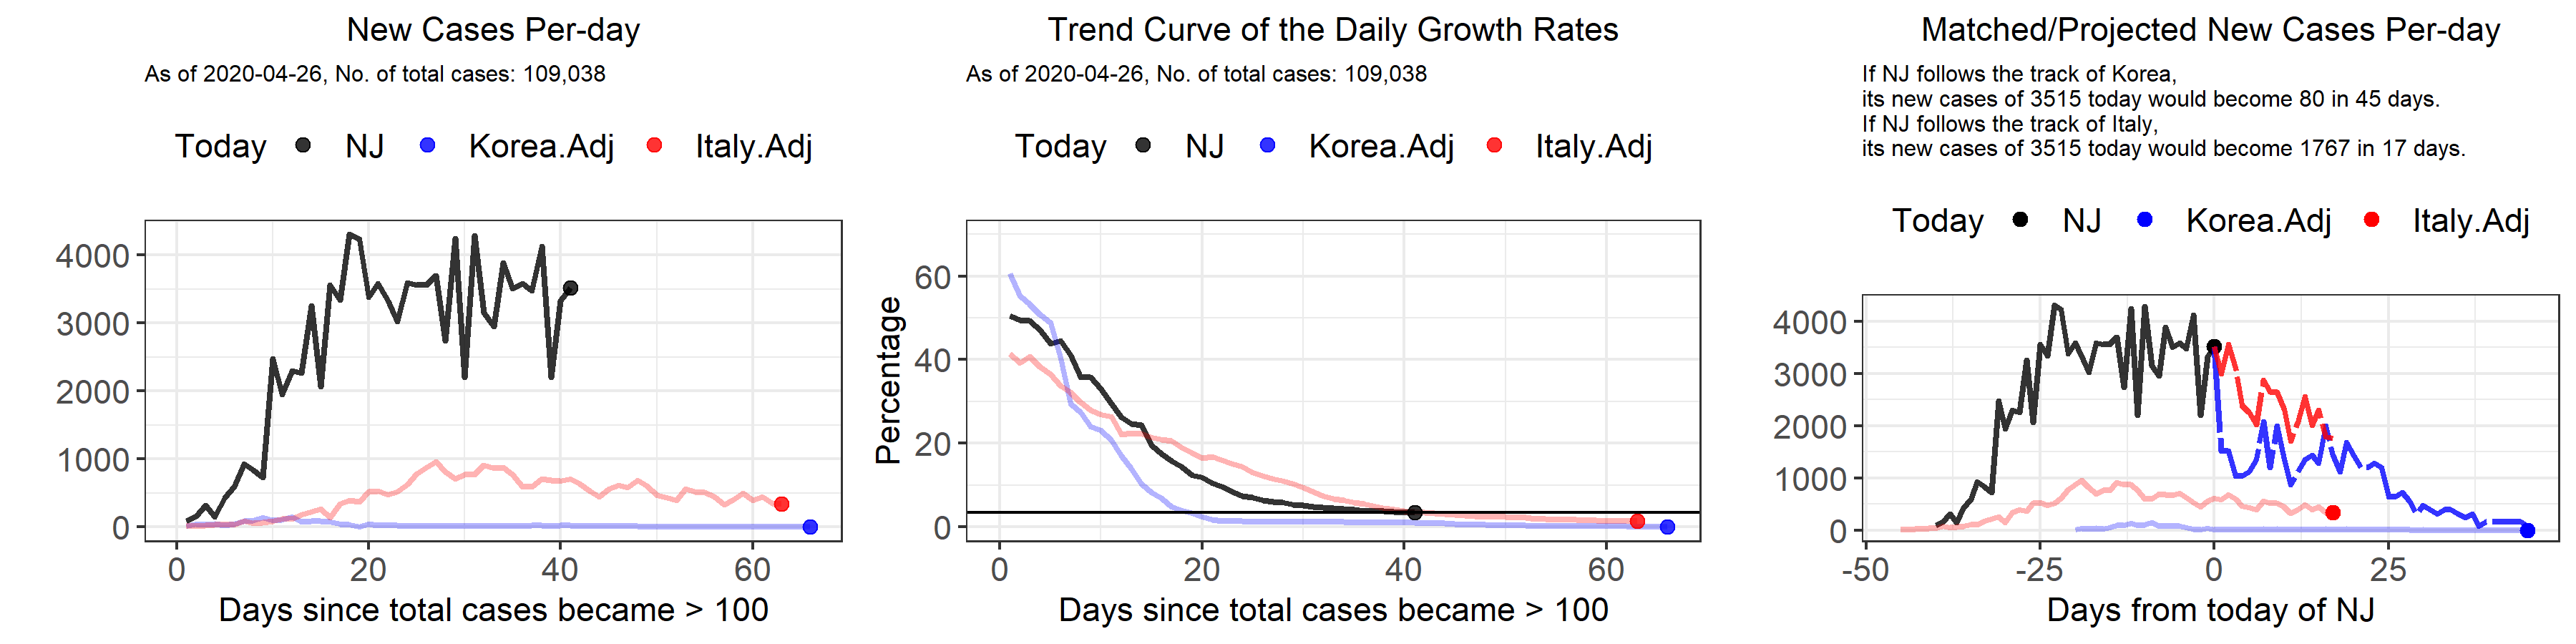 New Cases Per-day
As of 2020-04-26, No. of total cases: 109,038
Today NJ Korea.Adj Italy.Adj
4000
3000
2000
1000
0
0 20 40 60
Days since total cases became > 100
Trend Curve of the Daily Growth Rates
As of 2020-04-26, No. of total cases: 109,038
Today NJ Korea.Adj Italy.Adj
Percentage
60
40
20
0
0 20 40 60
Days since total cases became > 100
Matched/Projected New Cases Per-day
If NJ follows the track of Korea,
its new cases of 3515 today would become 80 in 45 days.
If NJ follows the track of Italy,
its new cases of 3515 today would become 1767 in 17 days.
Today NJ Korea.Adj Italy.Adj
4000
3000
2000
1000
0
-50 -25 0 25
Days from today of NJ